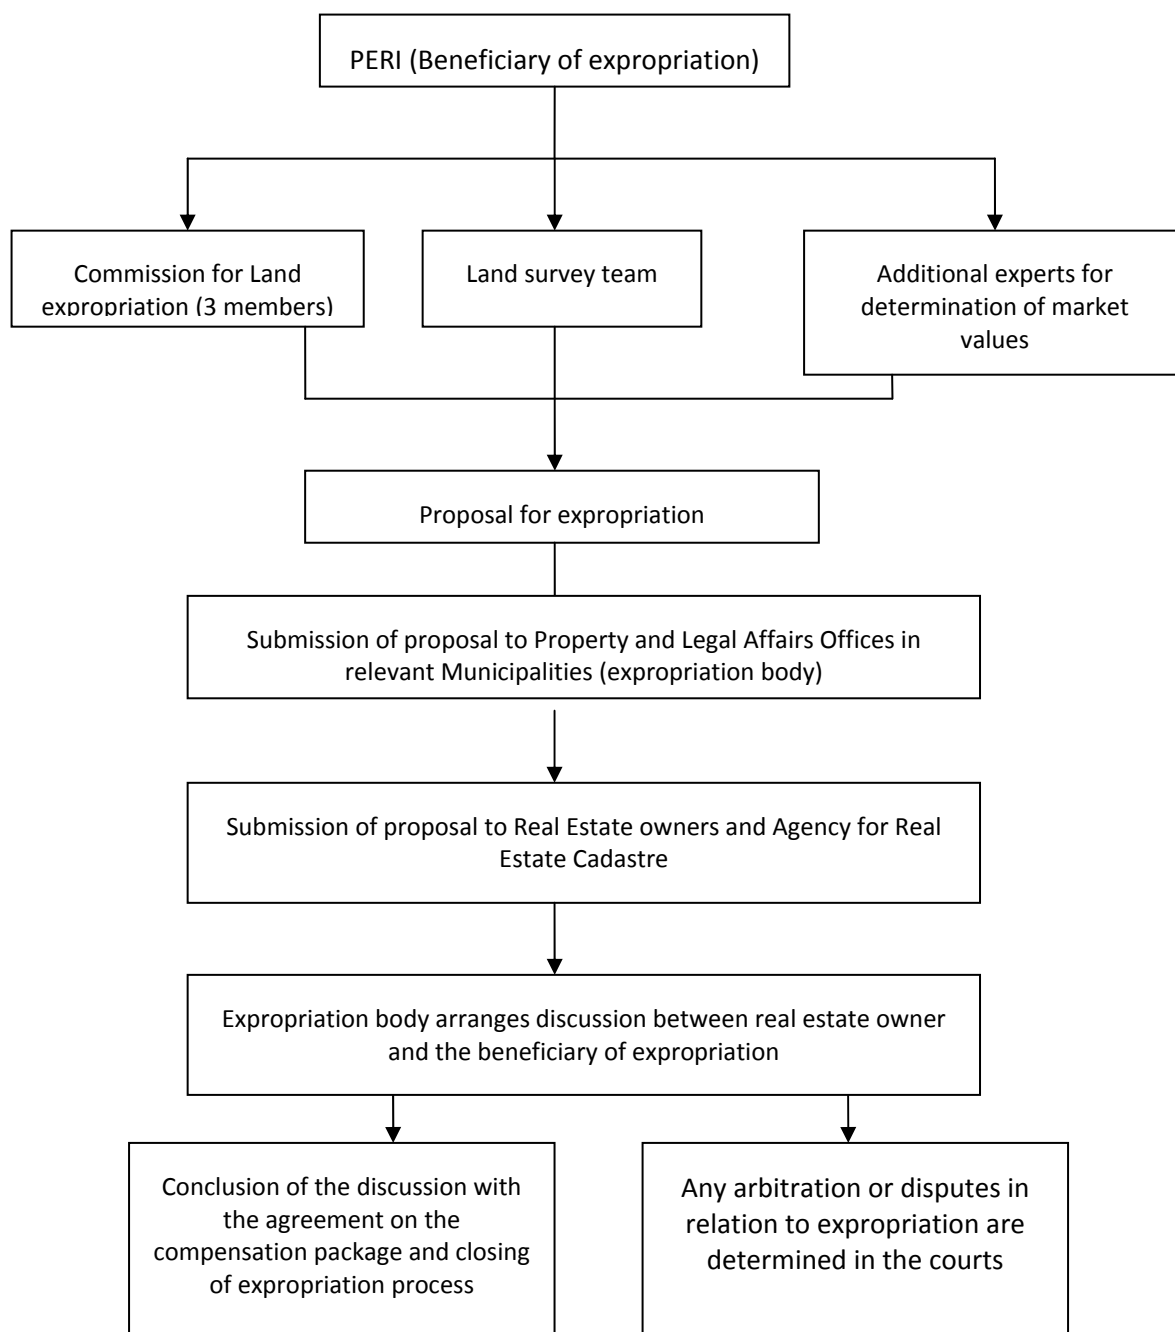 PERI (Beneficiary of expropriation)
Commission for Land
expropriation (3 members)
Land survey team
Additional experts for
determination of market
values
Proposal for expropriation
Submission of proposal to Property and Legal Affairs Offices in
relevant Municipalities (expropriation body)
Submission of proposal to Real Estate owners and Agency for Real
Estate Cadastre
Expropriation body arranges discussion between real estate owner
and the beneficiary of expropriation
Conclusion of the discussion with
the agreement on the
compensation package and closing
of expropriation process
Any arbitration or disputes in
relation to expropriation are
determined in the courts